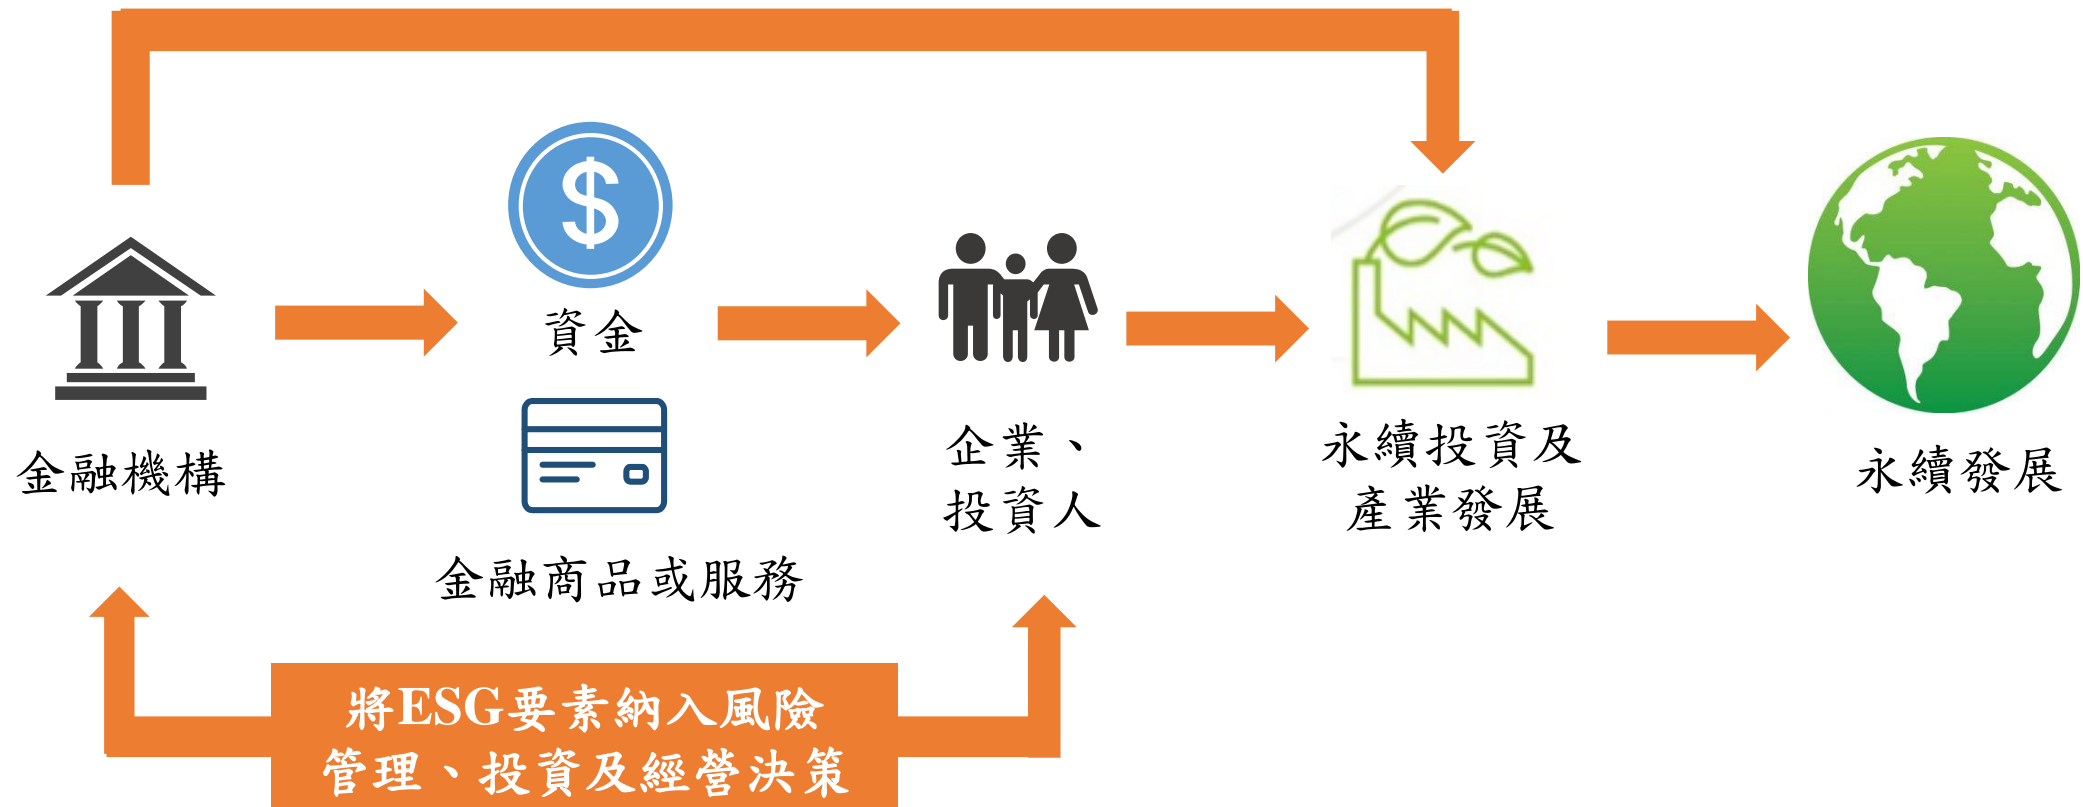 $
資金
金融機構
金融商品或服務
企業、
投資人
永續投資及
產業發展
永續發展
將ESG要素納入風險
管理、投資及經營決策